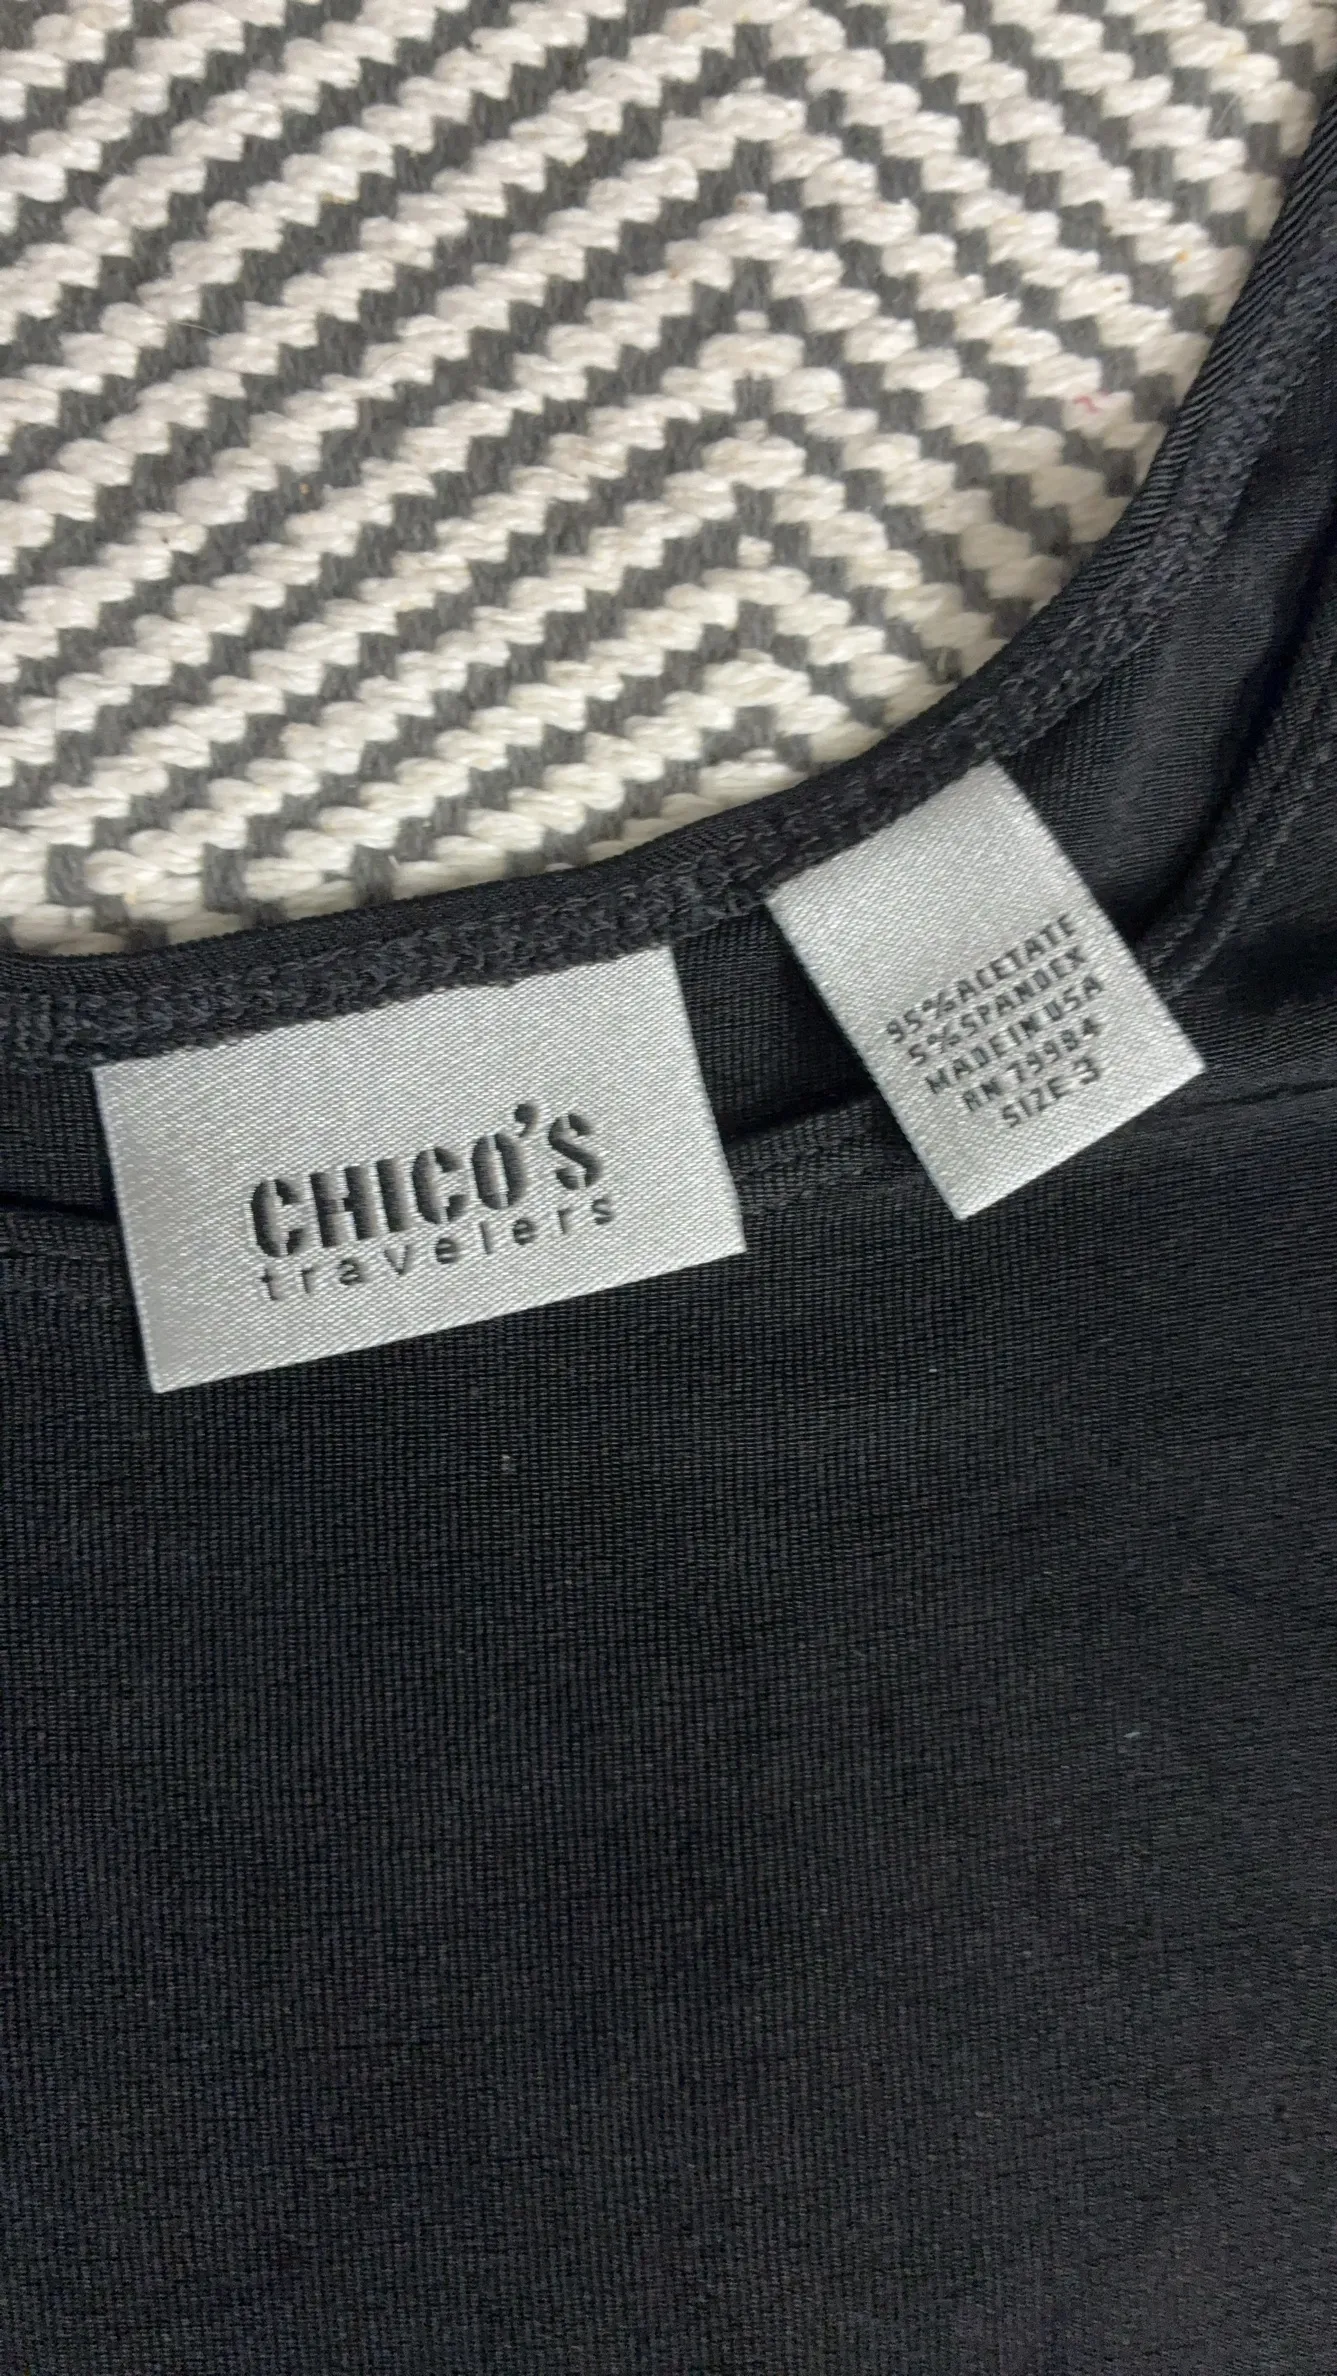 CHICO'S
travelers
95% ACETATE
5% SPANDEX
MADE IN USA
RN 79984
SIZE 3